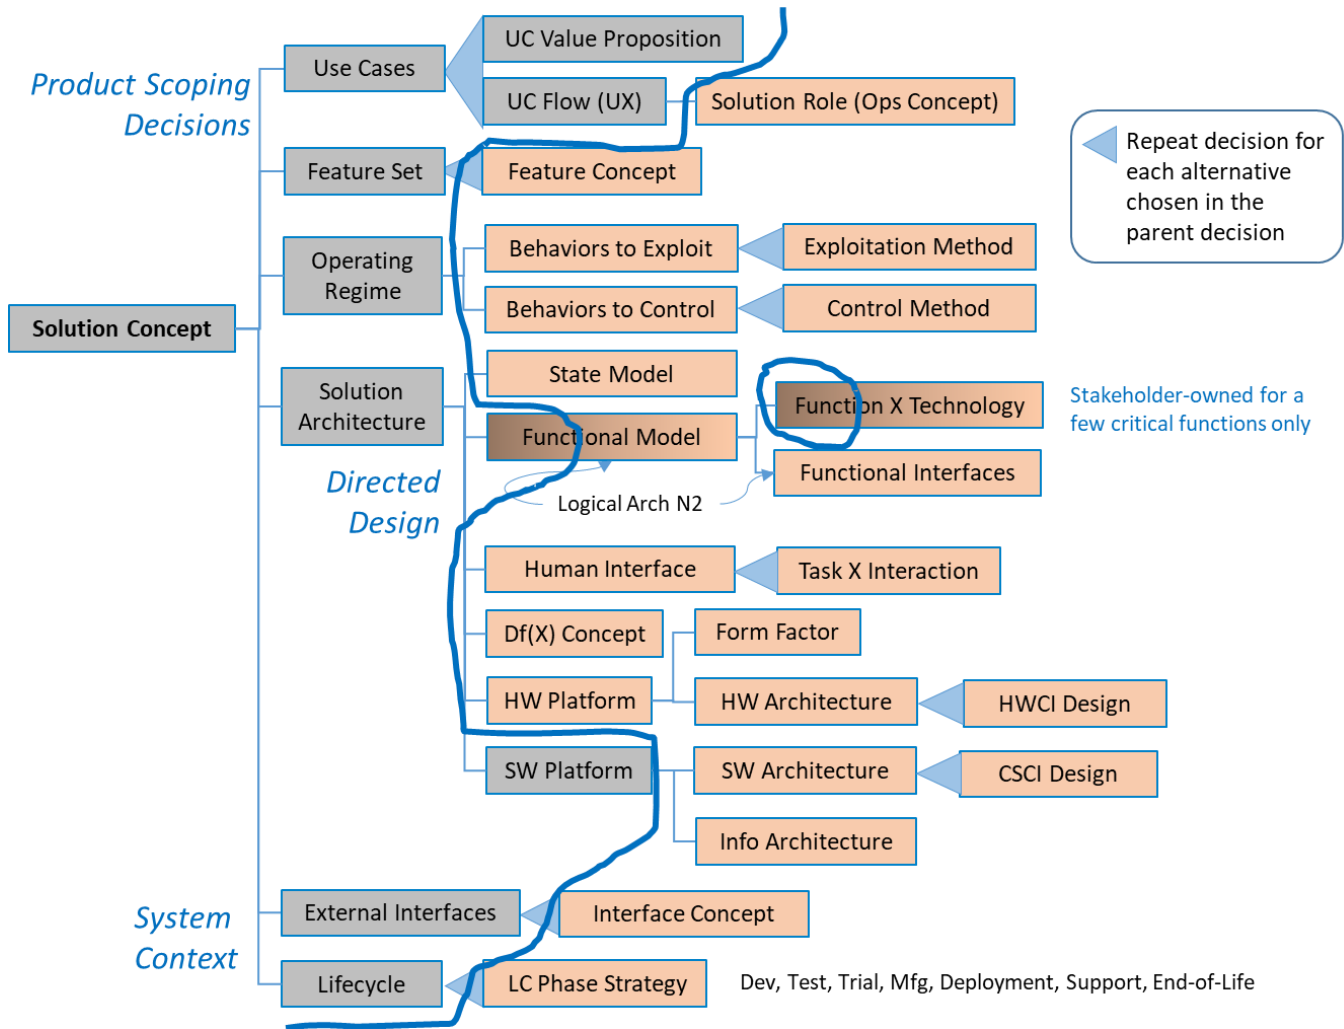 Product Scoping
Decisions
Use Cases
UC Value Proposition
UC Flow (UX)
Solution Role (Ops Concept)
Feature Set
Feature Concept
Repeat decision for
each alternative
chosen in the
parent decision
Operating
Regime
Behaviors to Exploit
Exploitation Method
Behaviors to Control
Control Method
Solution Concept
Solution
Architecture
State Model
Functional Model
Function X Technology
Stakeholder-owned for a
few critical functions only
Functional Interfaces
Logical Arch N2
Directed
Design
Human Interface
Task X Interaction
Df(X) Concept
Form Factor
HW Platform
HW Architecture
HWCI Design
SW Platform
SW Architecture
CSCI Design
Info Architecture
System
Context
External Interfaces
Interface Concept
Lifecycle
LC Phase Strategy
Dev, Test, Trial, Mfg, Deployment, Support, End-of-Life